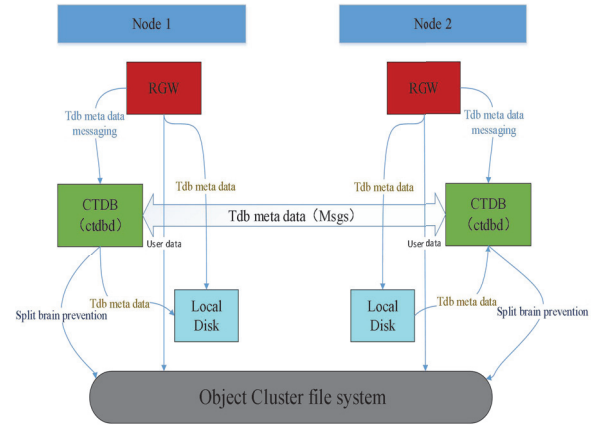 Node 1
Node 2
RGW
RGW
Tdb meta data
messaging
Tdb meta data
messaging
Tdb meta data
Tdb meta data
CTDB
（ctdbd）
Tdb meta data（Msgs）
CTDB
（ctdbd）
User data
User data
Tdb meta data
Local
Disk
Local
Disk
Tdb meta data
Split brain prevention
Split brain prevention
Object Cluster file system